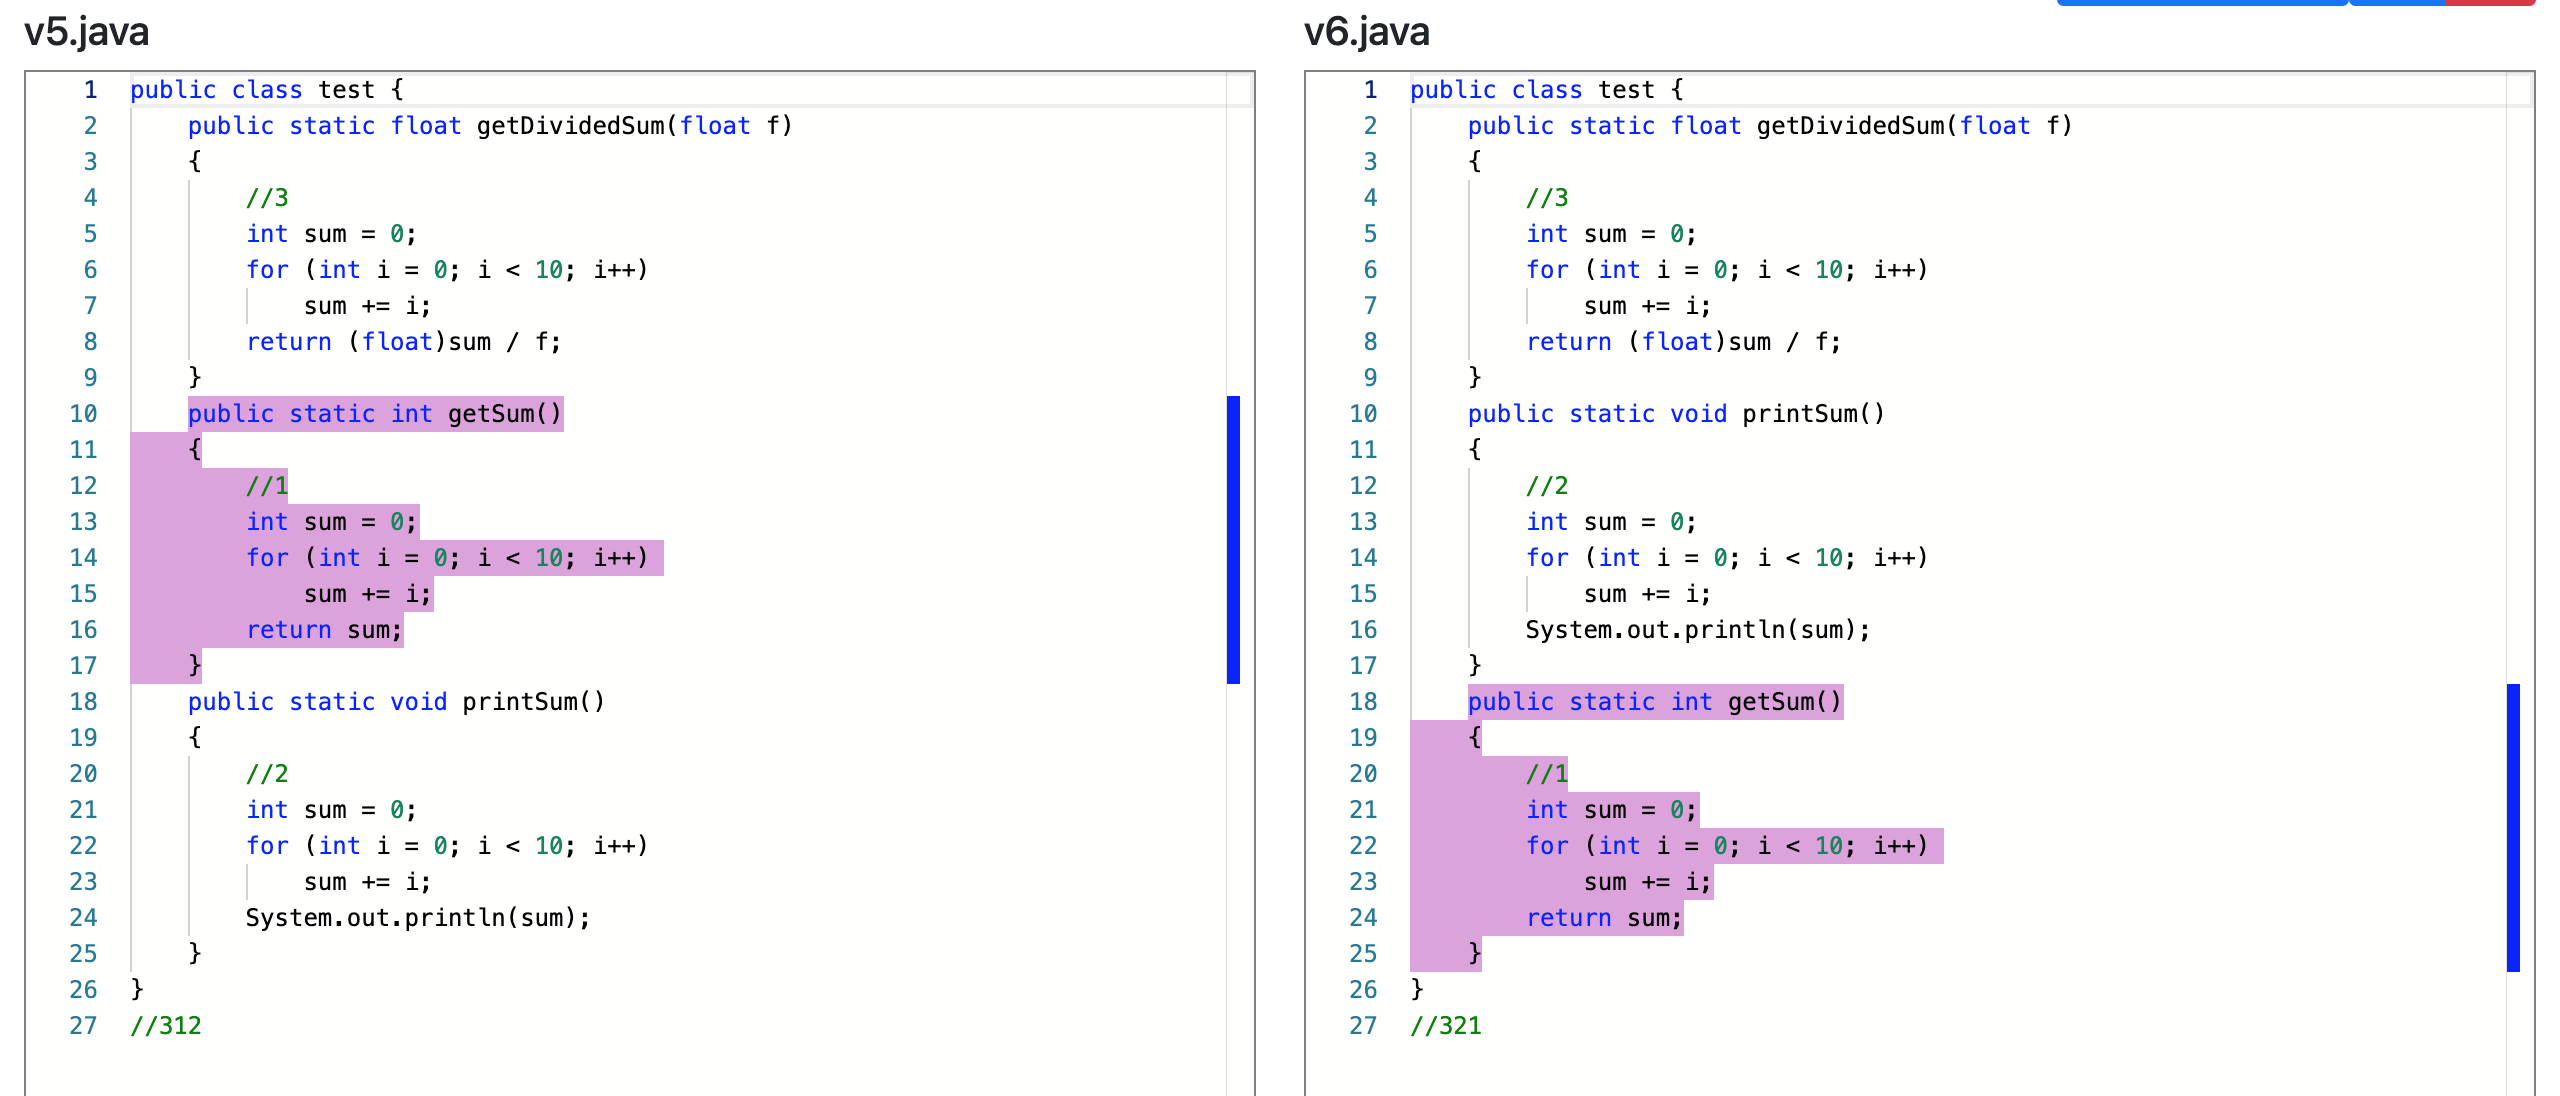 v5.java
1 public class test {
2     public static float getDividedSum(float f)
3     {
4         //3
5         int sum = 0;
6         for (int i = 0; i < 10; i++)
7             sum += i;
8         return (float)sum / f;
9     }
10     public static int getSum()
11     {
12         //1
13         int sum = 0;
14         for (int i = 0; i < 10; i++)
15             sum += i;
16         return sum;
17     }
18     public static void printSum()
19     {
20         //2
21         int sum = 0;
22         for (int i = 0; i < 10; i++)
23             sum += i;
24         System.out.println(sum);
25     }
26 }
27 //312
v6.java
1 public class test {
2     public static float getDividedSum(float f)
3     {
4         //3
5         int sum = 0;
6         for (int i = 0; i < 10; i++)
7             sum += i;
8         return (float)sum / f;
9     }
10     public static void printSum()
11     {
12         //2
13         int sum = 0;
14         for (int i = 0; i < 10; i++)
15             sum += i;
16         System.out.println(sum);
17     }
18     public static int getSum()
19     {
20         //1
21         int sum = 0;
22         for (int i = 0; i < 10; i++)
23             sum += i;
24         return sum;
25     }
26 }
27 //321